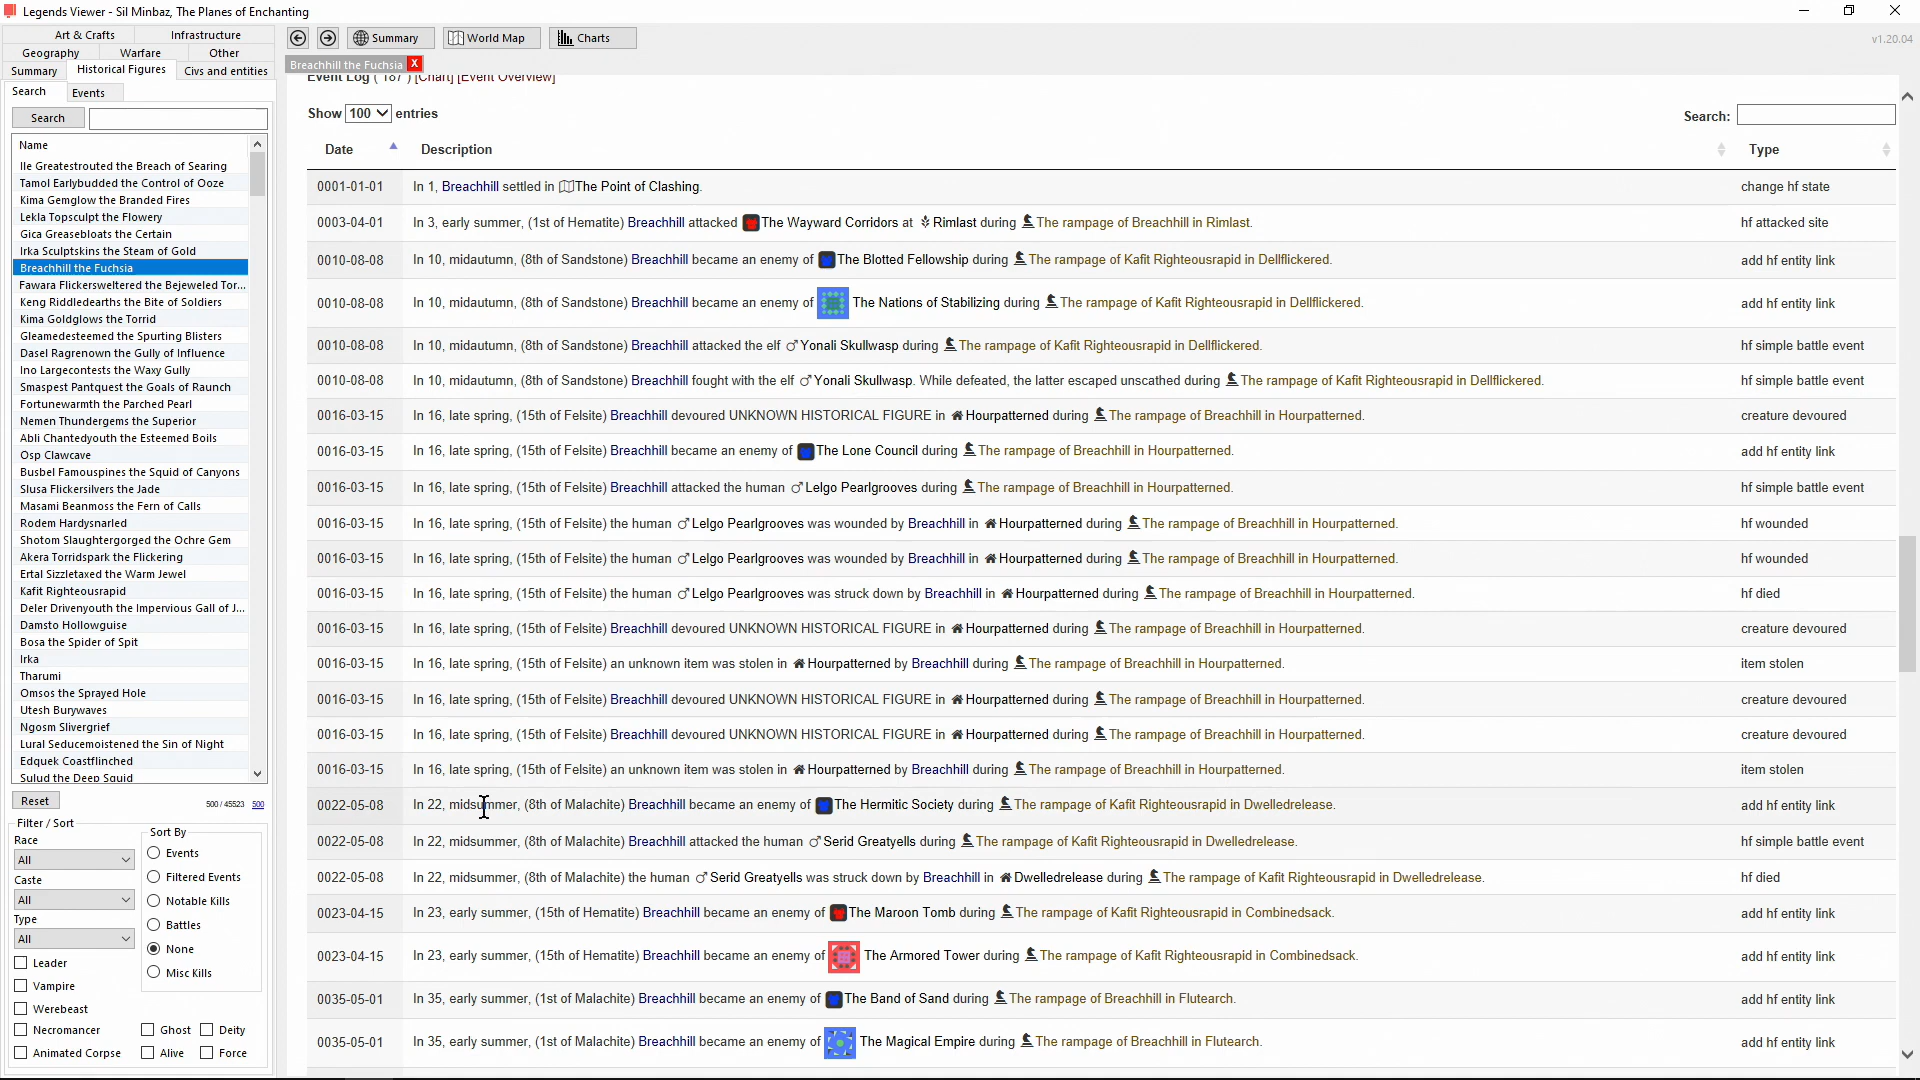 Legends Viewer - Sil Minbaz, The Planes of Enchanting
Art & Crafts Infrastructure
Geography Warfare Other
Summary Historical Figures Civs and entities
Search Events
Search
Name
Ile Greatestrouted the Breach of Searing
Tamol Earlybudded the Control of Ooze
Kima Gemglow the Branded Fires
Lekla Topsculpt the Flowery
Gica Greasebloats the Certain
Irka Sculptskins the Steam of Gold
Breachhill the Fuchsia
Fawara Flickersweltered the Bejeweled Tor...
Keng Riddledearths the Bite of Soldiers
Kima Goldglows the Torrid
Gleamedesteemed the Spurting Blisters
Dasel Ragrenown the Gully of Influence
Ino Largecontests the Waxy Gully
Smaspest Pantquest the Goals of Raunch
Fortunewarmth the Parched Pearl
Nemen Thundergems the Superior
Abli Chantedyouth the Esteemed Boils
Osp Clawcave
Busbel Famouspines the Squid of Canyons
Slusa Flickersilvers the Jade
Masami Beanmoss the Fern of Calls
Rodem Hardysnarled
Shotom Slaughtergorged the Ochre Gem
Akera Torridspark the Flickering
Ertal Sizzletaxed the Warm Jewel
Kafit Righteousrapid
Deler Drivenyouth the Impervious Gall of J...
Damsto Hollowguise
Bosa the Spider of Spit
Irka
Tharumi
Omsos the Sprayed Hole
Utesh Burywaves
Ngosm Slivergrief
Lural Seducemoistened the Sin of Night
Edquek Coastflinched
Sulud the Deep Squid
Reset 500 / 45523 500
Filter / Sort
Race
All
Caste
All
Type
All
Leader
Vampire
Werebeast
Necromancer Ghost Deity
Animated Corpse Alive Force
Sort By
Events
Filtered Events
Notable Kills
Battles
None
Misc Kills
Summary World Map Charts
v1.20.04
Breachhill the Fuchsia X
Event Log ( 187 ) [Chart] [Event Overview]
Show 100 entries Search:
Date Description Type
0001-01-01 In 1, Breachhill settled in The Point of Clashing. change hf state
0003-04-01 In 3, early summer, (1st of Hematite) Breachhill attacked The Wayward Corridors at Rimlast during The rampage of Breachhill in Rimlast. hf attacked site
0010-08-08 In 10, midautumn, (8th of Sandstone) Breachhill became an enemy of The Blotted Fellowship during The rampage of Kafit Righteousrapid in Dellflickered. add hf entity link
0010-08-08 In 10, midautumn, (8th of Sandstone) Breachhill became an enemy of The Nations of Stabilizing during The rampage of Kafit Righteousrapid in Dellflickered. add hf entity link
0010-08-08 In 10, midautumn, (8th of Sandstone) Breachhill attacked the elf ♂ Yonali Skullwasp during The rampage of Kafit Righteousrapid in Dellflickered. hf simple battle event
0010-08-08 In 10, midautumn, (8th of Sandstone) Breachhill fought with the elf ♂ Yonali Skullwasp. While defeated, the latter escaped unscathed during The rampage of Kafit Righteousrapid in Dellflickered. hf simple battle event
0016-03-15 In 16, late spring, (15th of Felsite) Breachhill devoured UNKNOWN HISTORICAL FIGURE in Hourpatterned during The rampage of Breachhill in Hourpatterned. creature devoured
0016-03-15 In 16, late spring, (15th of Felsite) Breachhill became an enemy of The Lone Council during The rampage of Breachhill in Hourpatterned. add hf entity link
0016-03-15 In 16, late spring, (15th of Felsite) Breachhill attacked the human ♂ Lelgo Pearlgrooves during The rampage of Breachhill in Hourpatterned. hf simple battle event
0016-03-15 In 16, late spring, (15th of Felsite) the human ♂ Lelgo Pearlgrooves was wounded by Breachhill in Hourpatterned during The rampage of Breachhill in Hourpatterned. hf wounded
0016-03-15 In 16, late spring, (15th of Felsite) the human ♂ Lelgo Pearlgrooves was wounded by Breachhill in Hourpatterned during The rampage of Breachhill in Hourpatterned. hf wounded
0016-03-15 In 16, late spring, (15th of Felsite) the human ♂ Lelgo Pearlgrooves was struck down by Breachhill in Hourpatterned during The rampage of Breachhill in Hourpatterned. hf died
0016-03-15 In 16, late spring, (15th of Felsite) Breachhill devoured UNKNOWN HISTORICAL FIGURE in Hourpatterned during The rampage of Breachhill in Hourpatterned. creature devoured
0016-03-15 In 16, late spring, (15th of Felsite) an unknown item was stolen in Hourpatterned by Breachhill during The rampage of Breachhill in Hourpatterned. item stolen
0016-03-15 In 16, late spring, (15th of Felsite) Breachhill devoured UNKNOWN HISTORICAL FIGURE in Hourpatterned during The rampage of Breachhill in Hourpatterned. creature devoured
0016-03-15 In 16, late spring, (15th of Felsite) Breachhill devoured UNKNOWN HISTORICAL FIGURE in Hourpatterned during The rampage of Breachhill in Hourpatterned. creature devoured
0016-03-15 In 16, late spring, (15th of Felsite) an unknown item was stolen in Hourpatterned by Breachhill during The rampage of Breachhill in Hourpatterned. item stolen
0022-05-08 In 22, midsummer, (8th of Malachite) Breachhill became an enemy of The Hermitic Society during The rampage of Kafit Righteousrapid in Dwelledrelease. add hf entity link
0022-05-08 In 22, midsummer, (8th of Malachite) Breachhill attacked the human ♂ Serid Greatyells during The rampage of Kafit Righteousrapid in Dwelledrelease. hf simple battle event
0022-05-08 In 22, midsummer, (8th of Malachite) the human ♂ Serid Greatyells was struck down by Breachhill in Dwelledrelease during The rampage of Kafit Righteousrapid in Dwelledrelease. hf died
0023-04-15 In 23, early summer, (15th of Hematite) Breachhill became an enemy of The Maroon Tomb during The rampage of Kafit Righteousrapid in Combinedsack. add hf entity link
0023-04-15 In 23, early summer, (15th of Hematite) Breachhill became an enemy of The Armored Tower during The rampage of Kafit Righteousrapid in Combinedsack. add hf entity link
0035-05-01 In 35, early summer, (1st of Malachite) Breachhill became an enemy of The Band of Sand during The rampage of Breachhill in Flutearch. add hf entity link
0035-05-01 In 35, early summer, (1st of Malachite) Breachhill became an enemy of The Magical Empire during The rampage of Breachhill in Flutearch. add hf entity link